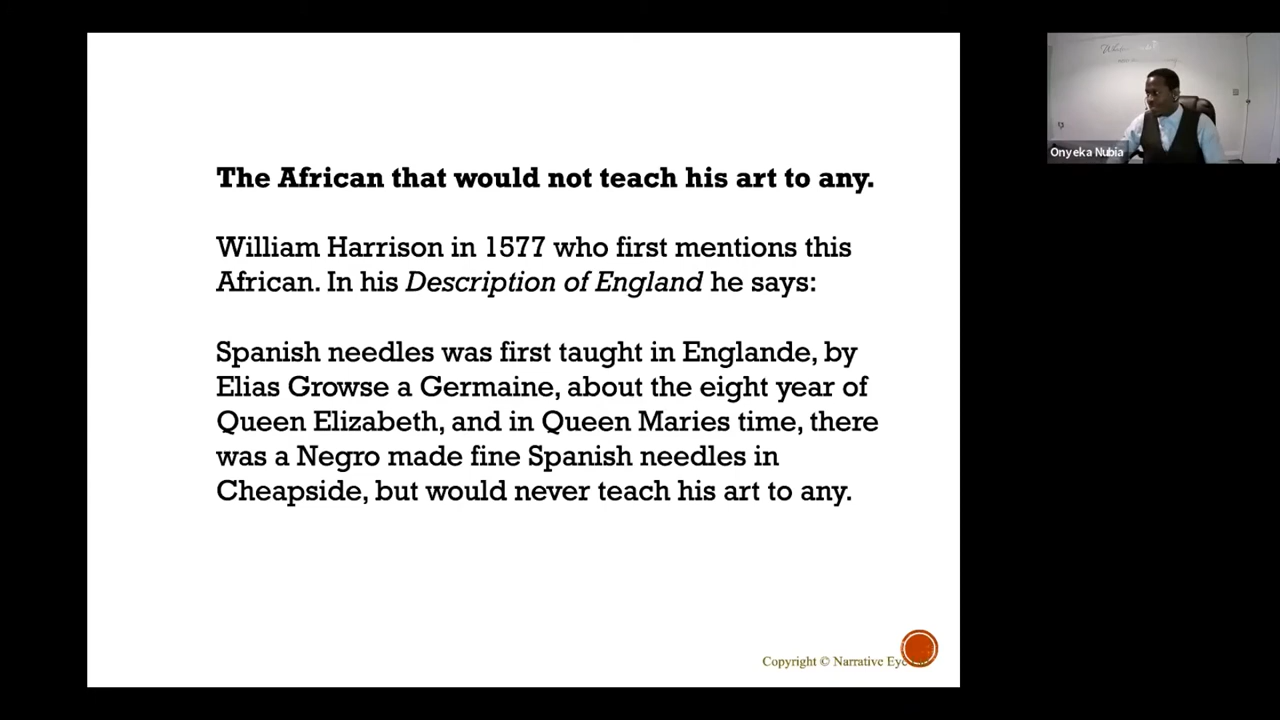 The African that would not teach his art to any.
William Harrison in 1577 who first mentions this
African. In his Description of England he says:
Spanish needles was first taught in Englande, by
Elias Growse a Germaine, about the eight year of
Queen Elizabeth, and in Queen Maries time, there
was a Negro made fine Spanish needles in
Cheapside, but would never teach his art to any.
Copyright © Narrative Eye
Onyeka Nubia